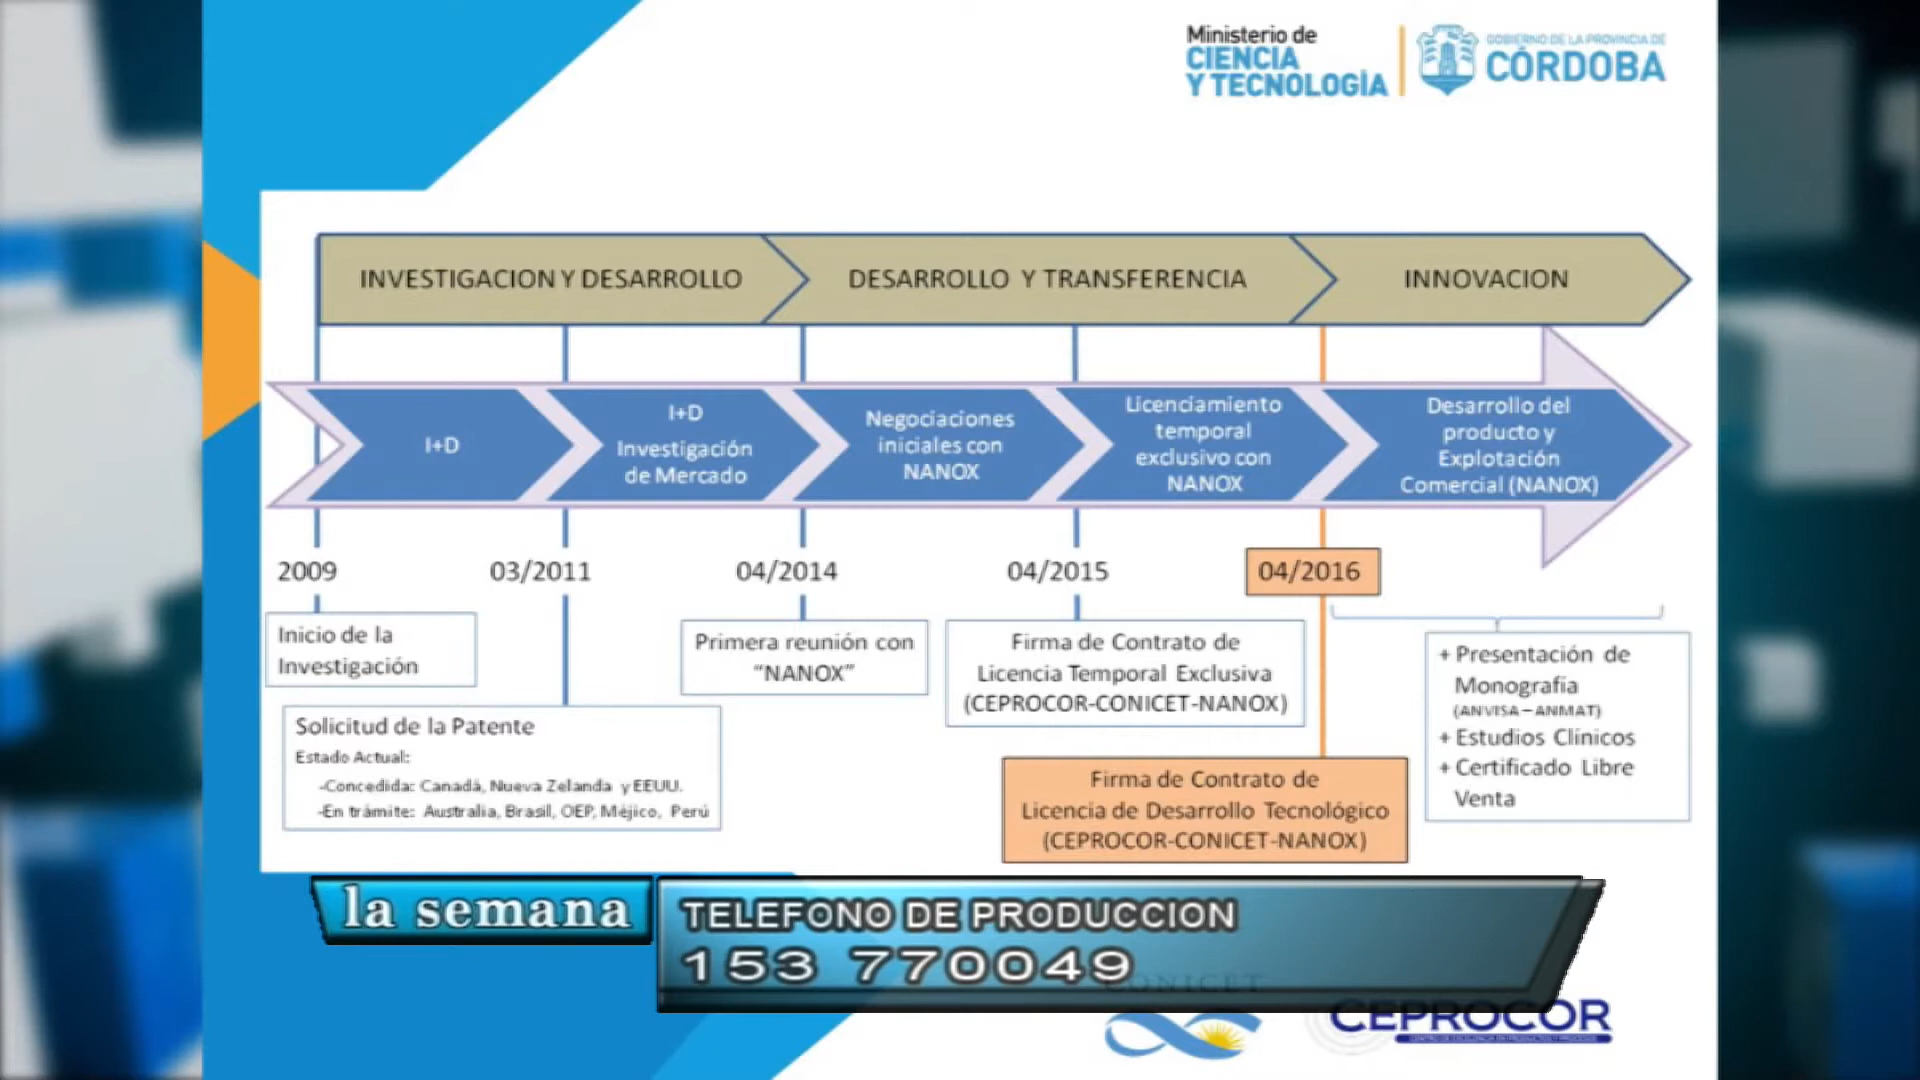 Ministerio de
CIENCIA
Y TECNOLOGÍA
GOBIERNO DE LA PROVINCIA DE
CÓRDOBA
INVESTIGACION Y DESARROLLO
DESARROLLO Y TRANSFERENCIA
INNOVACION
I+D
I+D
Investigación
de Mercado
Negociaciones
iniciales con
NANOX
Licenciamiento
temporal
exclusivo con
NANOX
Desarrollo del
producto y
Explotación
Comercial (NANOX)
2009
03/2011
04/2014
04/2015
04/2016
Inicio de la
Investigación
Solicitud de la Patente
Estado Actual:
-Concedida: Canadá, Nueva Zelanda y EEUU.
-En trámite: Australia, Brasil, OEP, Méjico, Perú
Primera reunión con
“NANOX”
Firma de Contrato de
Licencia Temporal Exclusiva
(CEPROCOR-CONICET-NANOX)
Firma de Contrato de
Licencia de Desarrollo Tecnológico
(CEPROCOR-CONICET-NANOX)
+ Presentación de
Monografía
(ANVISA – ANMAT)
+ Estudios Clínicos
+ Certificado Libre
Venta
la semana
TELEFONO DE PRODUCCION
153 770049
CONICET
CEPROCOR